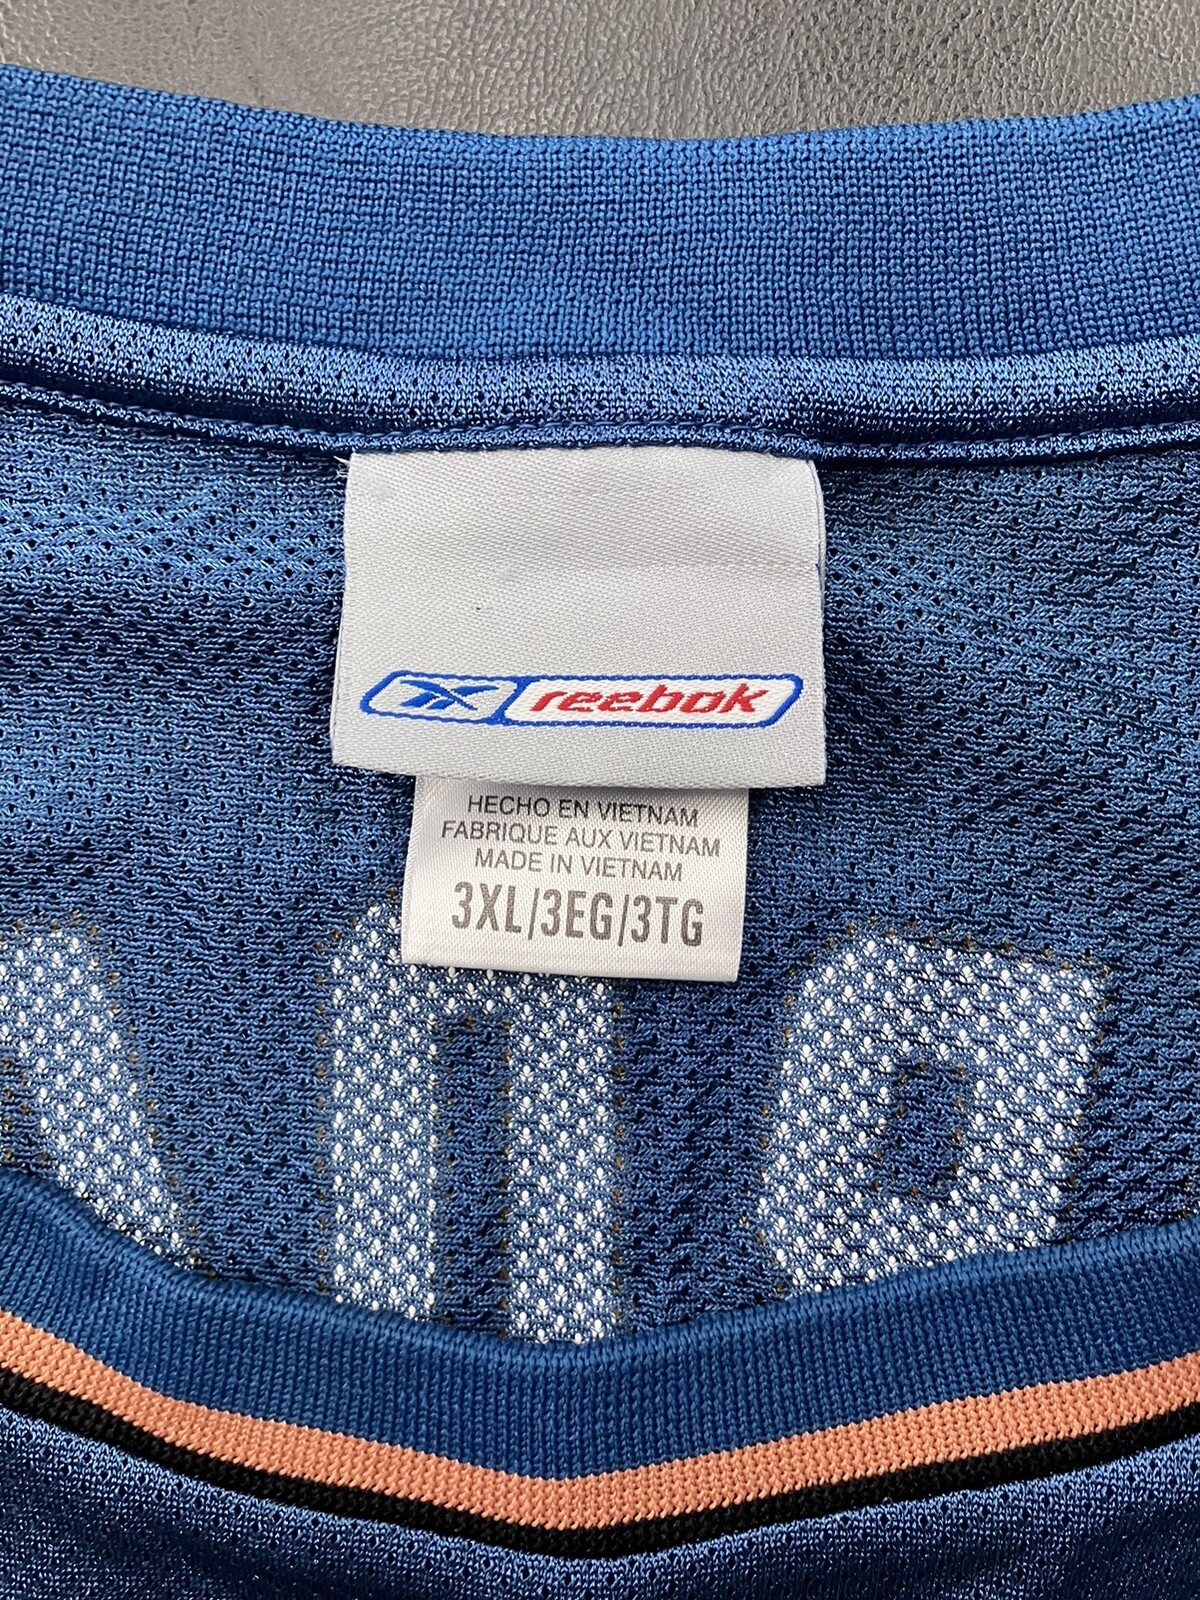 reebok
HECHO EN VIETNAM
FABRIQUE AUX VIETNAM
MADE IN VIETNAM
3XL/3EG/3TG